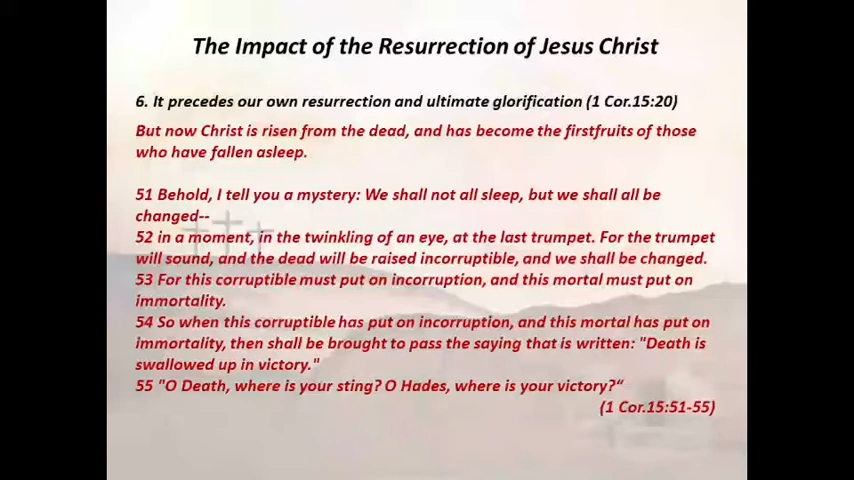 The Impact of the Resurrection of Jesus Christ
6. It precedes our own resurrection and ultimate glorification (1 Cor.15:20)
But now Christ is risen from the dead, and has become the firstfruits of those
who have fallen asleep.
51 Behold, I tell you a mystery: We shall not all sleep, but we shall all be
changed--
52 in a moment, in the twinkling of an eye, at the last trumpet. For the trumpet
will sound, and the dead will be raised incorruptible, and we shall be changed.
53 For this corruptible must put on incorruption, and this mortal must put on
immortality.
54 So when this corruptible has put on incorruption, and this mortal has put on
immortality, then shall be brought to pass the saying that is written: "Death is
swallowed up in victory."
55 "O Death, where is your sting? O Hades, where is your victory?“
(1 Cor.15:51-55)